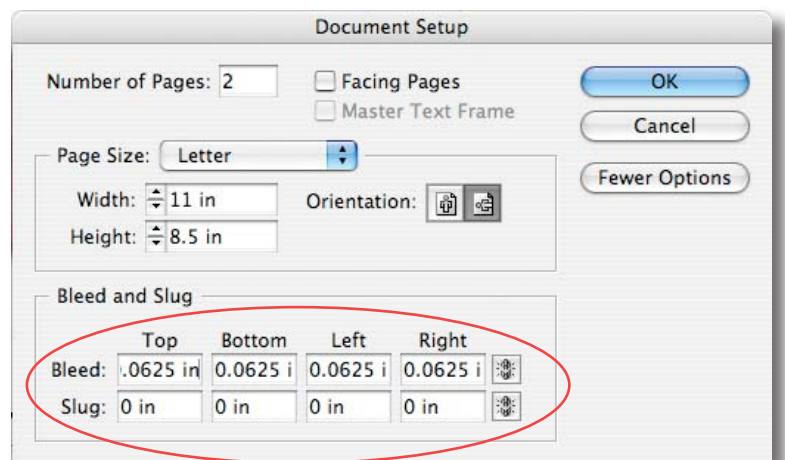 Document Setup
Number of Pages: 2
Facing Pages
OK
Master Text Frame
Cancel
Page Size: Letter
Fewer Options
Width: 11 in
Orientation:
Height: 8.5 in
Bleed and Slug
Top Bottom Left Right
Bleed: .0625 in 0.0625 i 0.0625 i 0.0625 i
Slug: 0 in 0 in 0 in 0 in